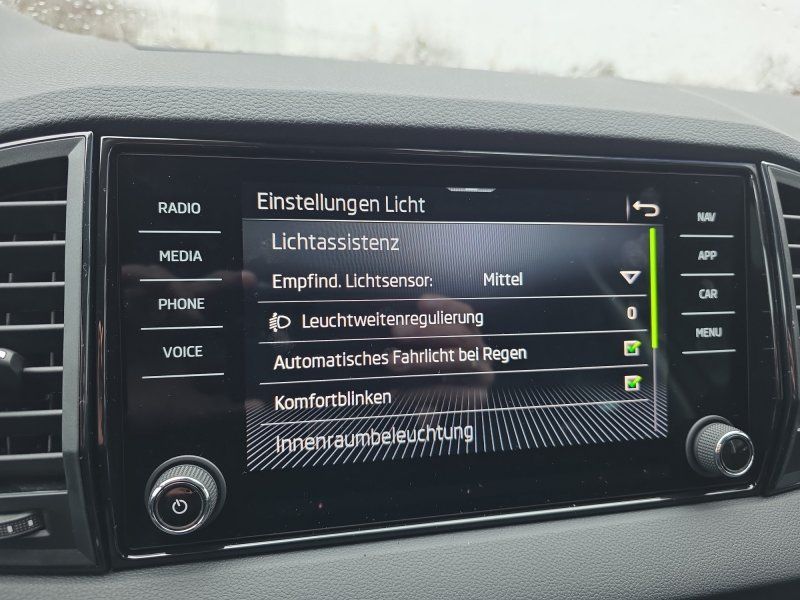 RADIO
MEDIA
PHONE
VOICE
Einstellungen Licht
Lichtassistenz
Empfind. Lichtsensor: Mittel
Leuchtweitenregulierung 0
Automatisches Fahrlicht bei Regen
Komfortblinken
Innenraumbeleuchtung
NAV
APP
CAR
MENU